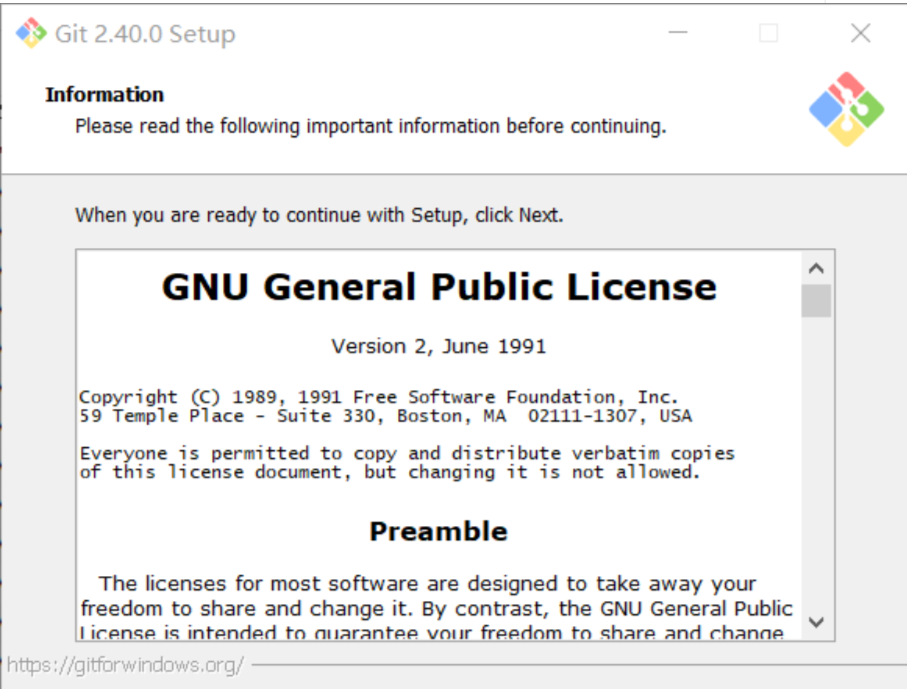 Git 2.40.0 Setup
Information
Please read the following important information before continuing.
When you are ready to continue with Setup, click Next.
GNU General Public License
Version 2, June 1991
Copyright (C) 1989, 1991 Free Software Foundation, Inc.
59 Temple Place - Suite 330, Boston, MA  02111-1307, USA
Everyone is permitted to copy and distribute verbatim copies
of this license document, but changing it is not allowed.
Preamble
The licenses for most software are designed to take away your
freedom to share and change it. By contrast, the GNU General Public
License is intended to guarantee your freedom to share and change
https://gitforwindows.org/